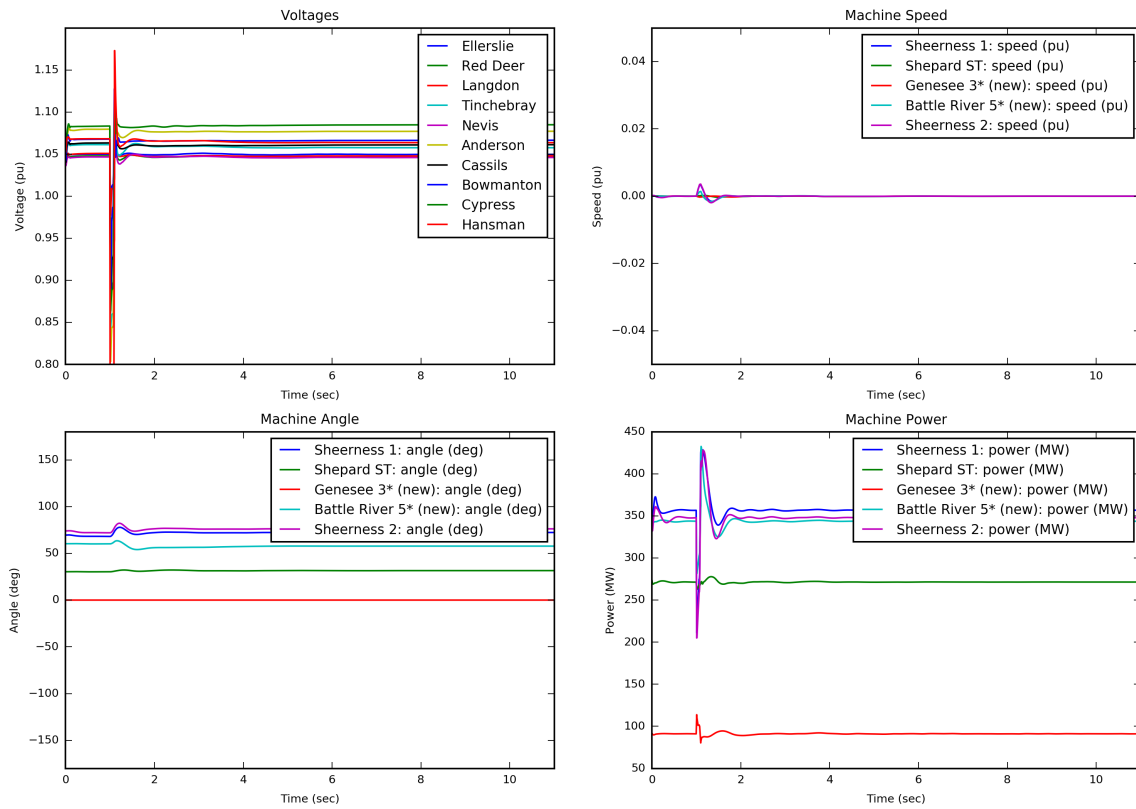 Voltages
1.15
1.10
1.05
1.00
0.95
0.90
0.85
0.80
Voltage (pu)
0 2 4 6 8 10
Time (sec)
Ellerslie
Red Deer
Langdon
Tinchebray
Nevis
Anderson
Cassils
Bowmanton
Cypress
Hansman
Machine Speed
0.04
0.02
0.00
−0.02
−0.04
Speed (pu)
0 2 4 6 8 10
Time (sec)
Sheerness 1: speed (pu)
Shepard ST: speed (pu)
Genesee 3* (new): speed (pu)
Battle River 5* (new): speed (pu)
Sheerness 2: speed (pu)
Machine Angle
150
100
50
0
−50
−100
−150
Angle (deg)
0 2 4 6 8 10
Time (sec)
Sheerness 1: angle (deg)
Shepard ST: angle (deg)
Genesee 3* (new): angle (deg)
Battle River 5* (new): angle (deg)
Sheerness 2: angle (deg)
Machine Power
450
400
350
300
250
200
150
100
50
Power (MW)
0 2 4 6 8 10
Time (sec)
Sheerness 1: power (MW)
Shepard ST: power (MW)
Genesee 3* (new): power (MW)
Battle River 5* (new): power (MW)
Sheerness 2: power (MW)